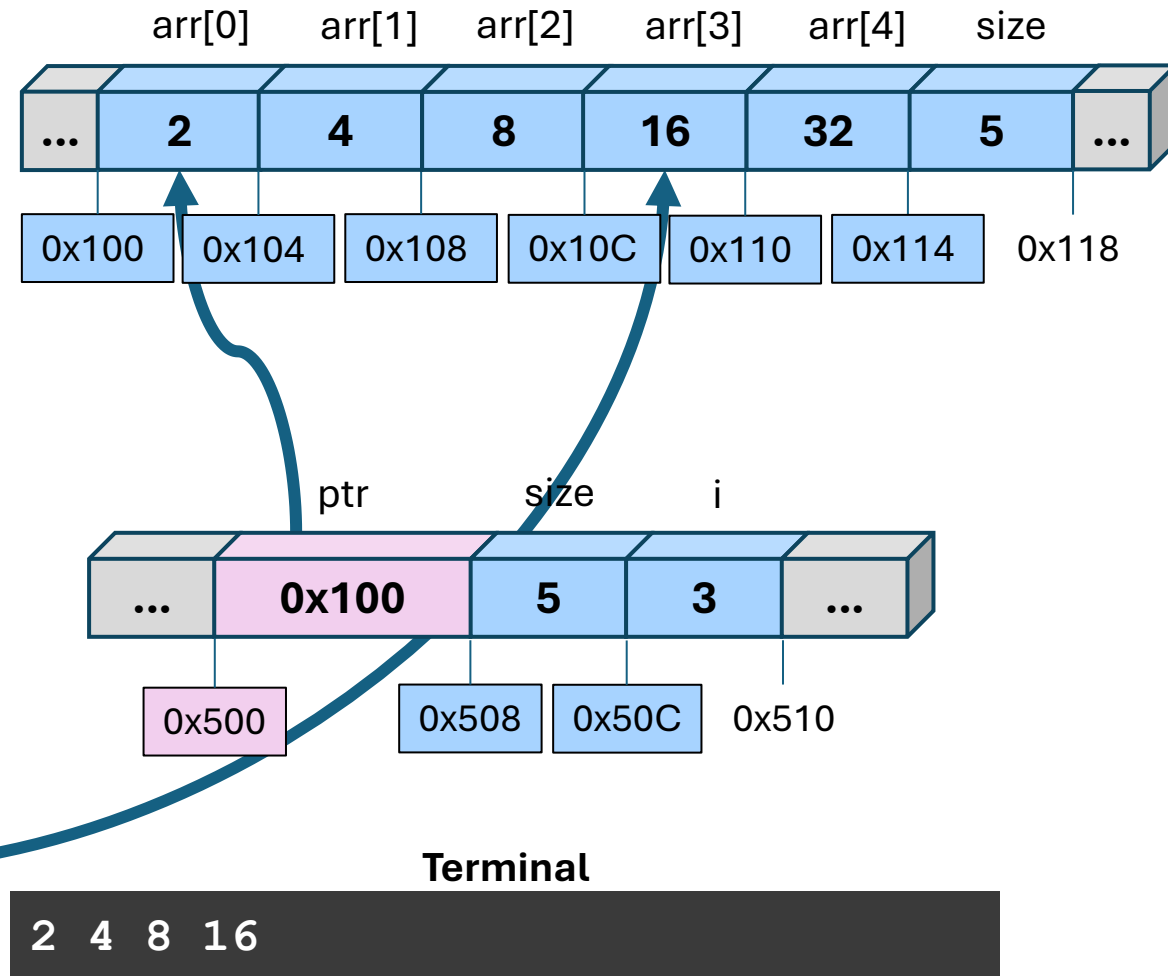 arr[0] arr[1] arr[2] arr[3] arr[4] size
... 2 4 8 16 32 5 ...
0x100 0x104 0x108 0x10C 0x110 0x114 0x118
ptr size i
... 0x100 5 3 ...
0x500 0x508 0x50C 0x510
Terminal
2 4 8 16